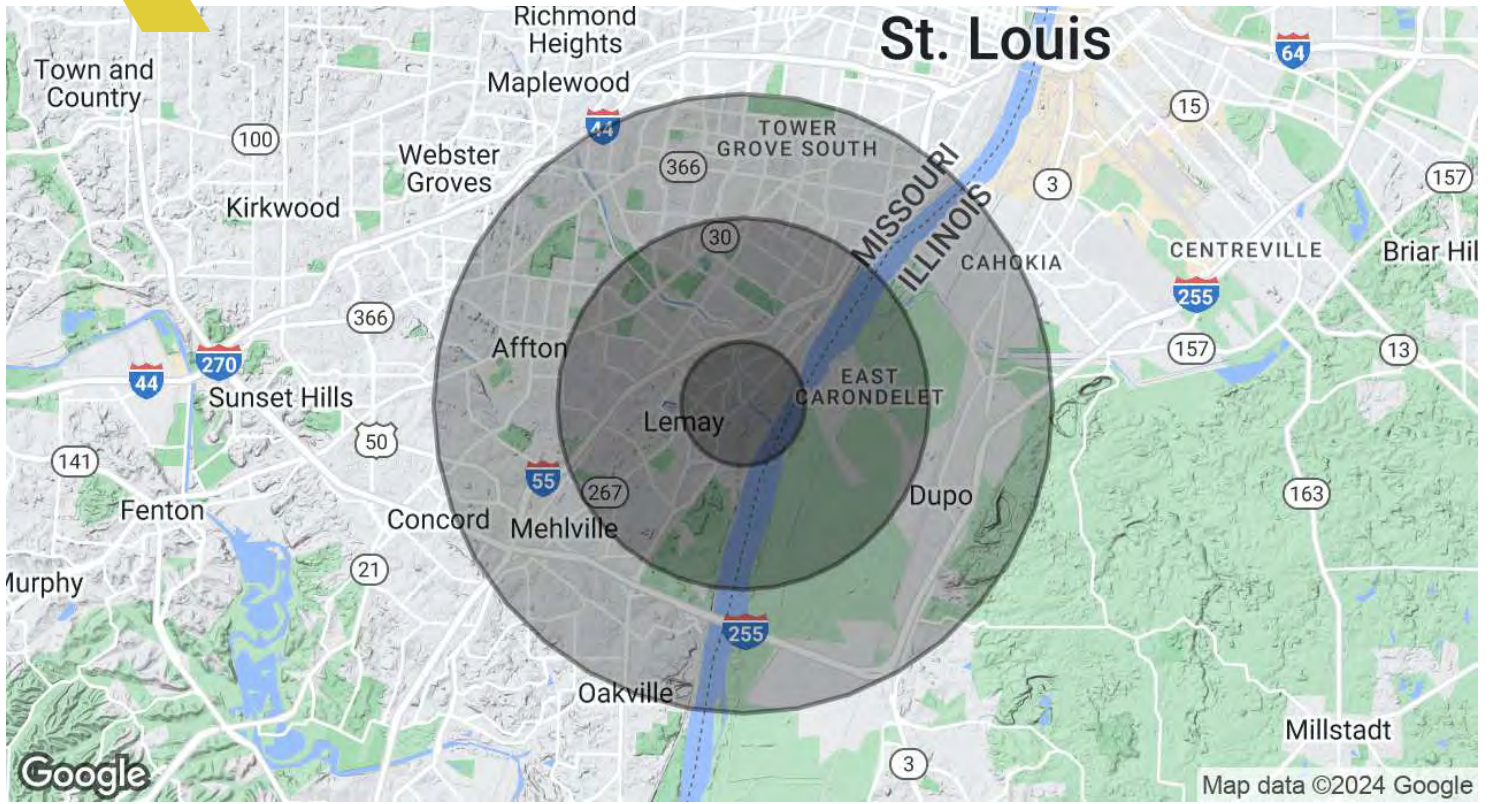 Richmond
Heights
St. Louis
64
Town and
Country
Maplewood
15
44
100
TOWER
GROVE SOUTH
Webster
Groves
366
MISSOURI
3
157
Kirkwood
ILLINOIS
30
CAHOKIA
CENTREVILLE
Briar Hil
255
366
Affton
157
13
270
44
Sunset Hills
EAST
CARONDELET
Lemay
50
141
55
267
Dupo
163
Fenton
Concord
Mehlville
21
Murphy
255
Oakville
Millstadt
3
Google
Map data ©2024 Google